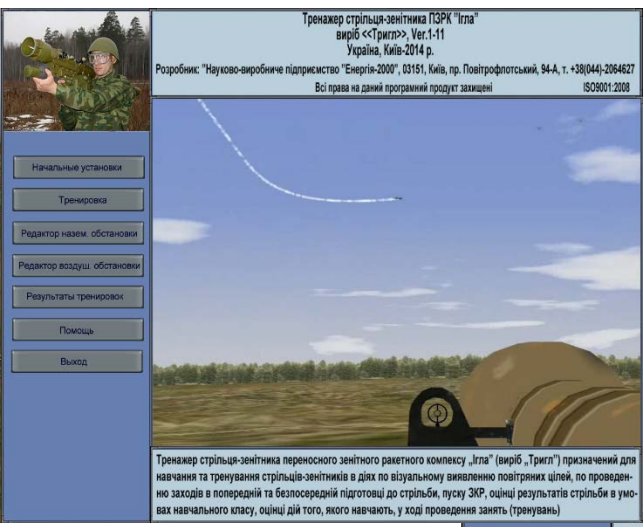 Тренажер стрільця-зенітника ПЗРК "Ігла"
виріб <<Тригл>>, Ver.1-11
Україна, Київ-2014 р.
Розробник: "Науково-виробниче підприємство "Енергія-2000", 03151, Київ, пр. Повітрофлотський, 94-А, т. +38(044)-2064627
Всі права на даний програмний продукт захищені ISO9001:2008
Начальные установки
Тренировка
Редактор назем. обстановки
Редактор воздуш. обстановки
Результаты тренировок
Помощь
Выход
Тренажер стрільця-зенітника переносного зенітного ракетного компексу „Ігла" (виріб „Тригл") призначений для
навчання та тренування стрільців-зенітників в діях по візуальному виявленню повітряних цілей, по проведен-
ню заходів в попередній та безпосередній підготовці до стрільби, пуску ЗКР, оцінці результатів стрільби в умо-
вах навчального класу, оцінці дій того, якого навчають, у ході проведення занять (тренувань)